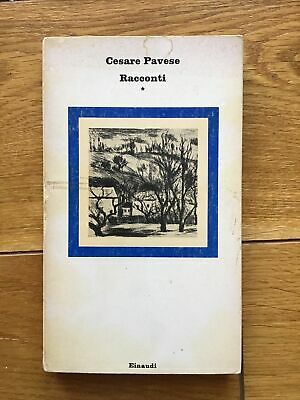 Cesare Pavese
Racconti
*
Einaudi